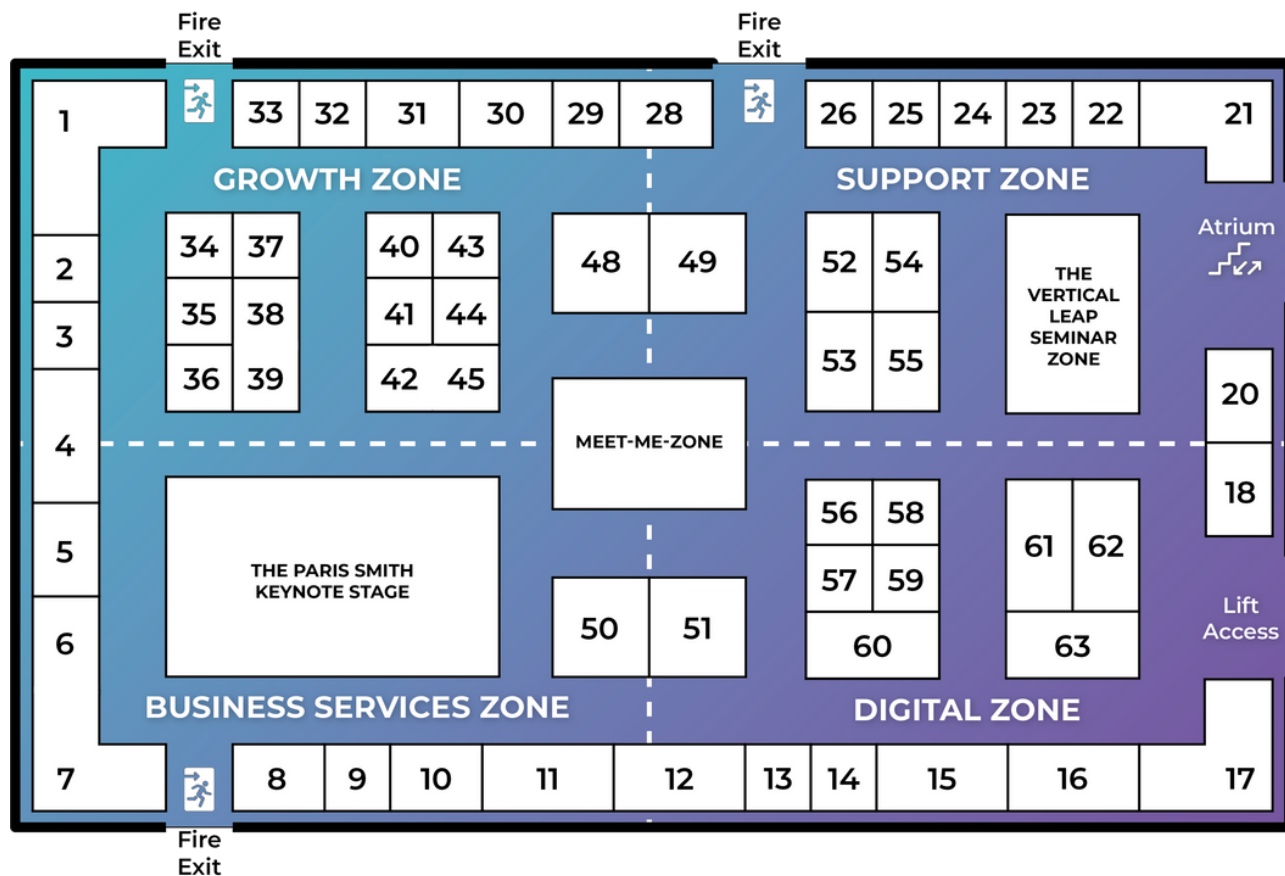 Fire
Exit
Fire
Exit
1
33
32
31
30
29
28
26
25
24
23
22
21
GROWTH ZONE
SUPPORT ZONE
34
37
40
43
48
49
52
54
THE
VERTICAL
LEAP
SEMINAR
ZONE
Atrium
2
35
38
41
44
3
36
39
42
45
53
55
20
4
MEET-ME-ZONE
18
56
58
61
62
5
THE PARIS SMITH
KEYNOTE STAGE
57
59
6
50
51
60
63
Lift
Access
BUSINESS SERVICES ZONE
DIGITAL ZONE
7
8
9
10
11
12
13
14
15
16
17
Fire
Exit